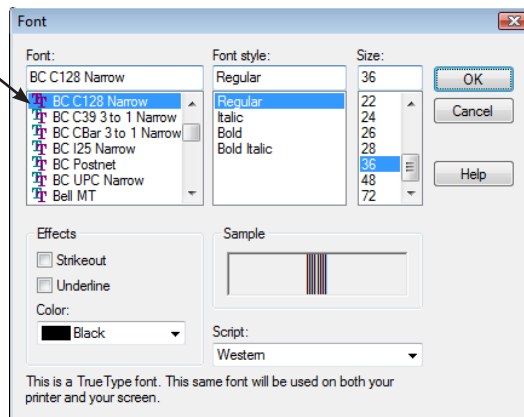 Font
Font:
Font style:
Size:
BC C128 Narrow
Regular
36
OK
BC C128 Narrow
BC C39 3 to 1 Narrow
BC CBar 3 to 1 Narrow
BC I25 Narrow
BC Postnet
BC UPC Narrow
Bell MT
Regular
Italic
Bold
Bold Italic
22
24
26
28
36
48
72
Cancel
Help
Effects
Strikeout
Underline
Color:
Black
Sample
Script:
Western
This is a TrueType font. This same font will be used on both your
printer and your screen.